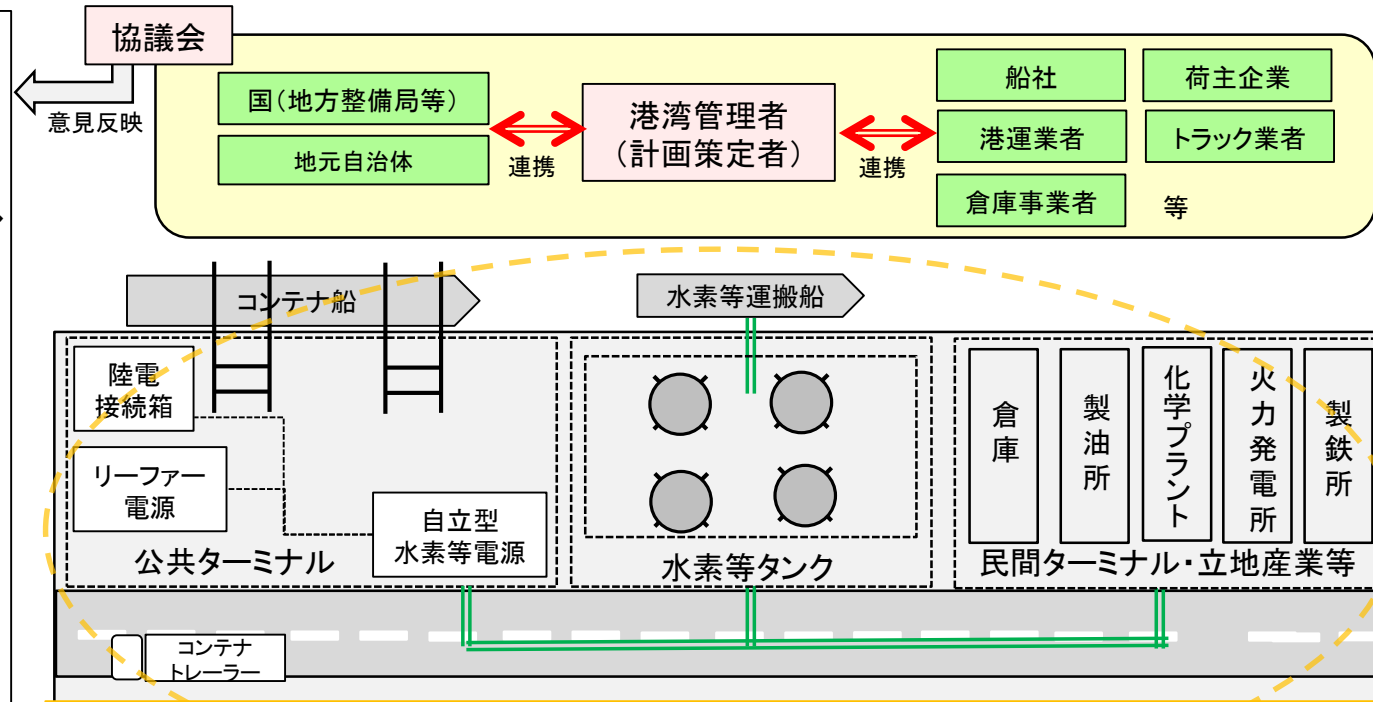 協議会
意見反映
国(地方整備局等)
地元自治体
連携
港湾管理者
(計画策定者)
連携
船社
荷主企業
港運業者
トラック業者
倉庫事業者
等
コンテナ船
水素等運搬船
陸電
接続箱
リーファー
電源
自立型
水素等電源
公共ターミナル
水素等タンク
倉庫
製油所
化学プラント
火力発電所
製鉄所
民間ターミナル・立地産業等
コンテナ
トレーラー